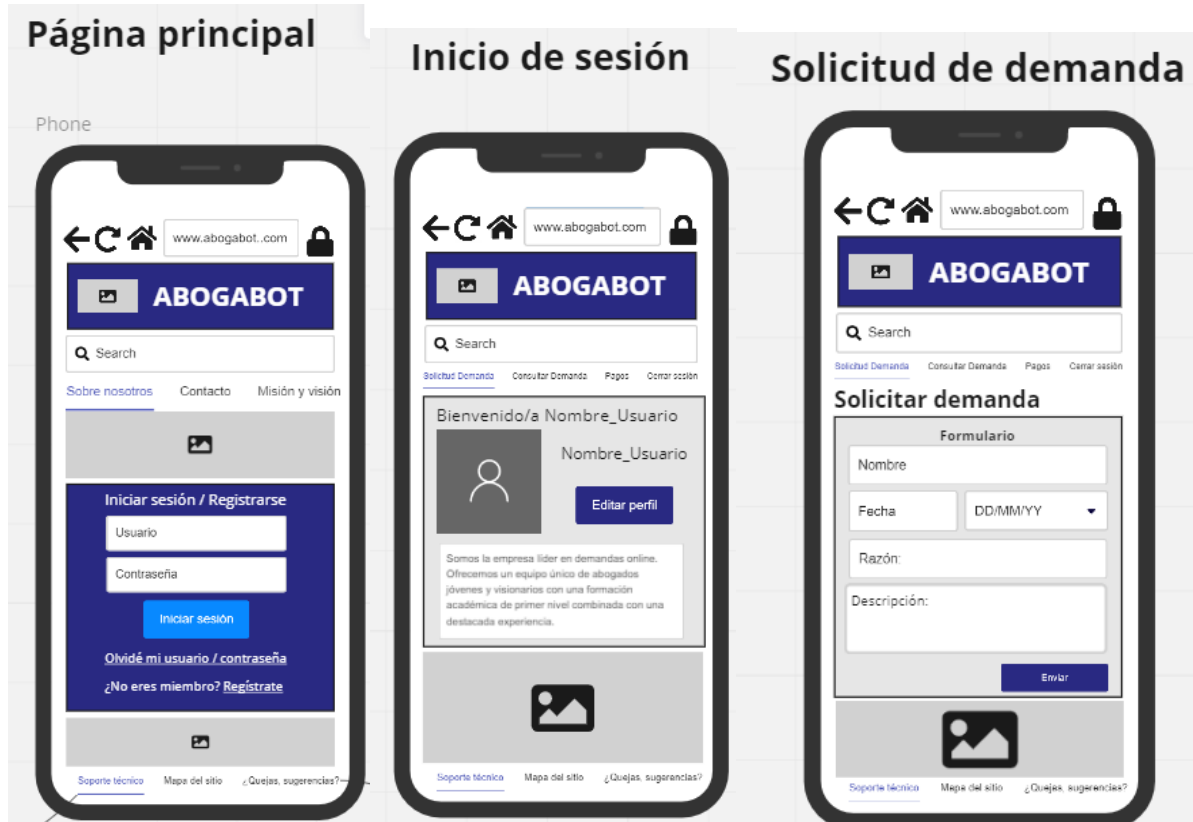 Página principal
Phone
www.abogabot..com
ABOGABOT
Search
Sobre nosotros Contacto Misión y visión
Iniciar sesión / Registrarse
Usuario
Contraseña
Iniciar sesión
Olvidé mi usuario / contraseña
¿No eres miembro? Regístrate
Soporte técnico Mapa del sitio ¿Quejas, sugerencias?
Inicio de sesión
www.abogabot.com
ABOGABOT
Search
Solicitud Demanda Consultar Demanda Pagos Cerrar sesión
Bienvenido/a Nombre_Usuario
Nombre_Usuario
Editar perfil
Somos la empresa líder en demandas online.
Ofrecemos un equipo único de abogados
jóvenes y visionarios con una formación
académica de primer nivel combinada con una
destacada experiencia.
Soporte técnico Mapa del sitio ¿Quejas, sugerencias?
Solicitud de demanda
www.abogabot.com
ABOGABOT
Search
Solicitud Demanda Consultar Demanda Pagos Cerrar sesión
Solicitar demanda
Formulario
Nombre
Fecha DD/MM/YY
Razón:
Descripción:
Enviar
Soporte técnico Mapa del sitio ¿Quejas, sugerencias?